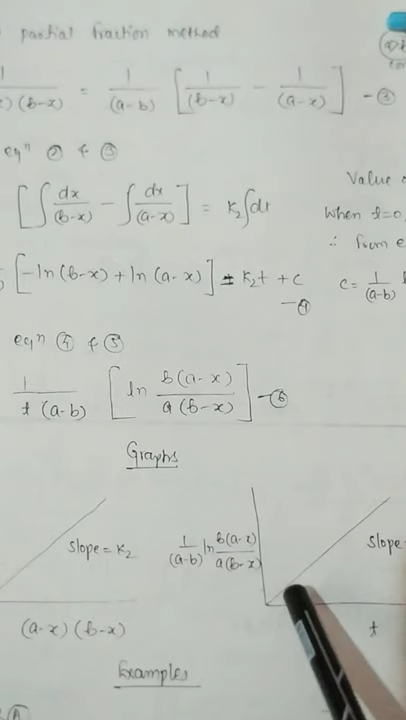 partial fraction method
1/(x)(b-x) = 1/(a-b) [1/(b-x) - 1/(a-x)] -③
eqn ② & ③
[∫dx/(b-x) - ∫dx/(a-x)] = K₂∫dt
Value
When t=0,
∴ from e
[-ln(b-x)+ln(a-x)] = K₂t + c -④
c = 1/(a-b)
eqn ④ & ⑤
1/t(a-b) [ln b(a-x)/a(b-x)] -⑥
Graphs
Slope = K₂
1/(a-b) ln b(a-x)/a(b-x)
Slope=
(a-x)(b-x)
t
Examples
A